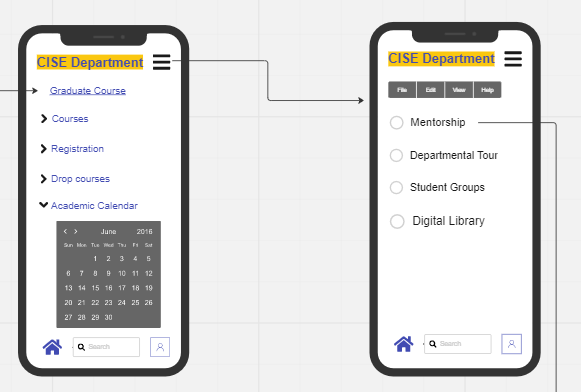 CISE Department
Graduate Course
Courses
Registration
Drop courses
Academic Calendar
< > June 2016
Sun Mon Tue Wed Thu Fri Sat
1 2 3 4 5
6 7 8 9 10 11 12
13 14 15 16 17 18 19
20 21 22 23 24 25 26
27 28 29 30
Search
CISE Department
File Edit View Help
Mentorship
Departmental Tour
Student Groups
Digital Library
Search